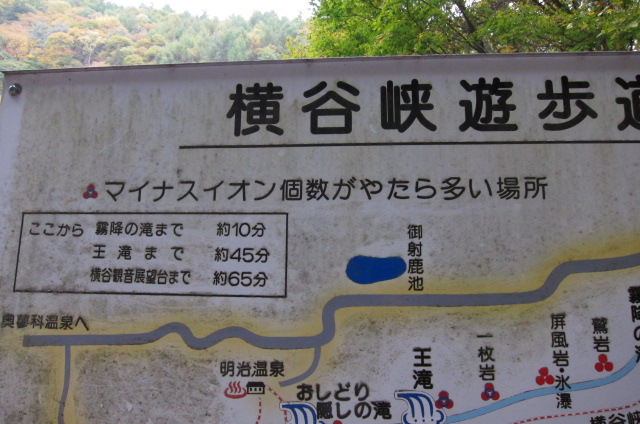 横谷峡遊歩道
マイナスイオン個数がやたら多い場所
ここから 霧降の滝まで 約10分
王滝まで 約45分
横谷観音展望台まで 約65分
御射鹿池
奥蓼科温泉へ
明治温泉
おしどり
隠しの滝
王滝
一枚岩
屏風岩・氷瀑
鷲岩
霧降の